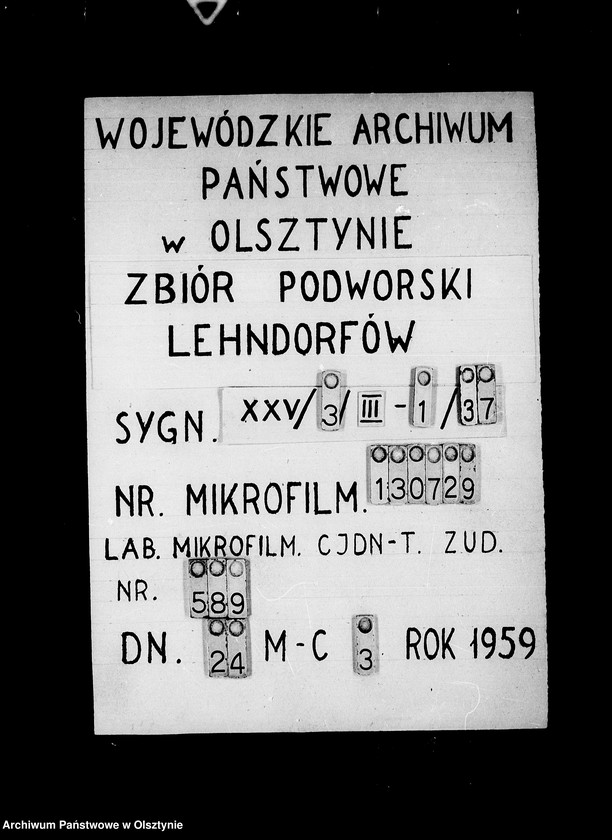 WOJEWÓDZKIE ARCHIWUM
PAŃSTWOWE
w OLSZTYNIE
ZBIÓR PODWORSKI
LEHNDORFÓW
SYGN. XXV/3/III-1/37
NR. MIKROFILM. 130729
LAB. MIKROFILM. CJDN-T. ZUD.
NR. 589
DN. 24 M-C 3 ROK 1959
Archiwum Państwowe w Olsztynie